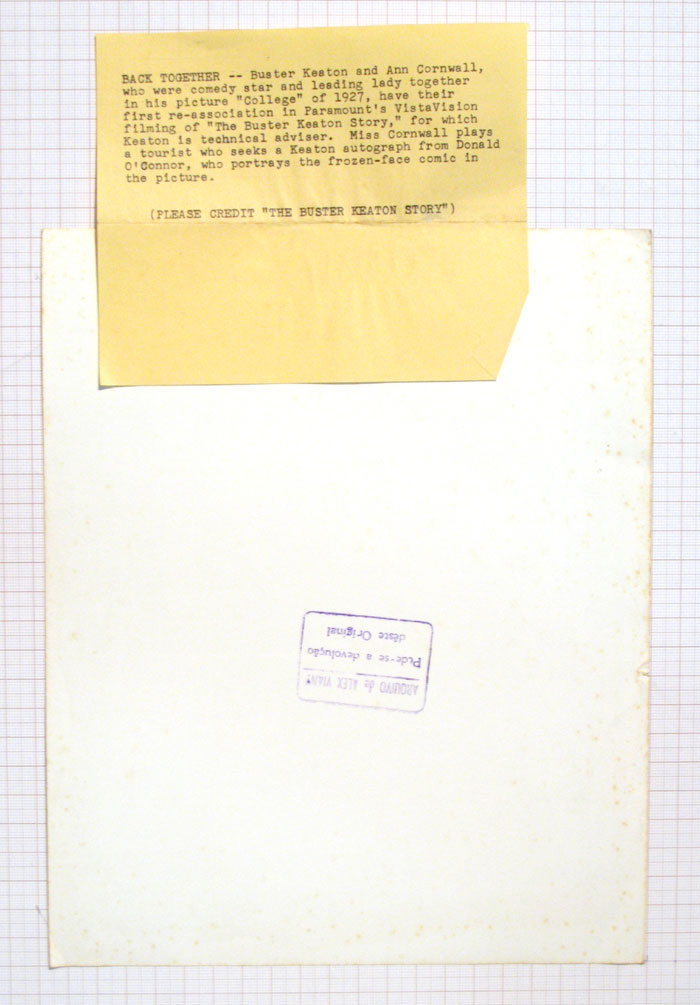 BACK TOGETHER -- Buster Keaton and Ann Cornwall,
who were comedy star and leading lady together
in his picture "College" of 1927, have their
first re-association in Paramount's VistaVision
filming of "The Buster Keaton Story," for which
Keaton is technical adviser. Miss Cornwall plays
a tourist who seeks a Keaton autograph from Donald
O'Connor, who portrays the frozen-face comic in
the picture.
(PLEASE CREDIT "THE BUSTER KEATON STORY")
ARQUIVO de ALEX VIANY
Pede-se a devolução
dêste Original